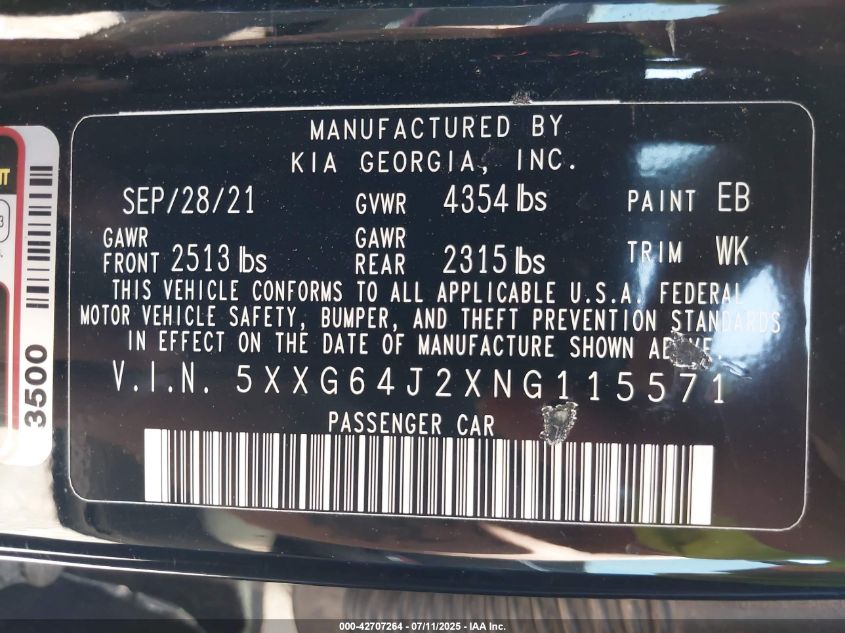 MANUFACTURED BY
KIA GEORGIA, INC.
SEP/28/21 GVWR 4354 lbs PAINT EB
GAWR FRONT 2513 lbs GAWR REAR 2315 lbs TRIM WK
THIS VEHICLE CONFORMS TO ALL APPLICABLE U.S.A. FEDERAL
MOTOR VEHICLE SAFETY, BUMPER, AND THEFT PREVENTION STANDARDS
IN EFFECT ON THE DATE OF MANUFACTURE SHOWN
V.I.N. 5XXG64J2XNG115571
PASSENGER CAR
3500
000-42707264 - 07/11/2025 - IAA Inc.